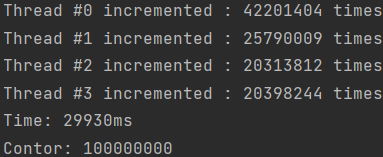 Thread #0 incremented : 42201404 times
Thread #1 incremented : 25790009 times
Thread #2 incremented : 20313812 times
Thread #3 incremented : 20398244 times
Time: 29930ms
Contor: 100000000